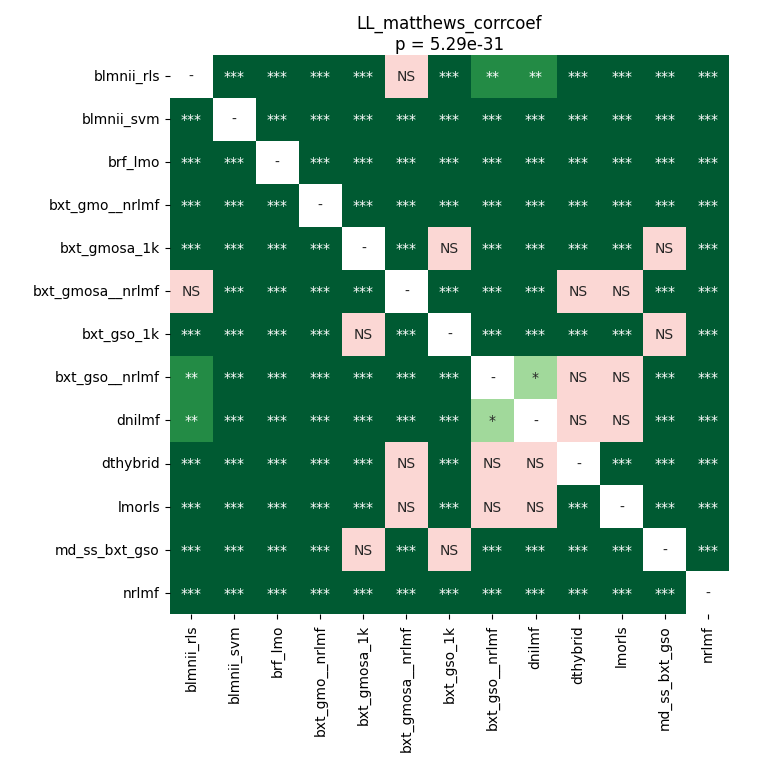 LL_matthews_corrcoef
p = 5.29e-31
blmnii_rls - *** *** *** *** NS *** ** ** *** *** *** ***
blmnii_svm *** - *** *** *** *** *** *** *** *** *** *** ***
brf_lmo *** *** - *** *** *** *** *** *** *** *** *** ***
bxt_gmo__nrlmf *** *** *** - *** *** *** *** *** *** *** *** ***
bxt_gmosa_1k *** *** *** *** - *** NS *** *** *** *** NS ***
bxt_gmosa__nrlmf NS *** *** *** *** - *** *** *** NS NS *** ***
bxt_gso_1k *** *** *** *** NS *** - *** *** *** *** NS ***
bxt_gso__nrlmf ** *** *** *** *** *** *** - * NS NS *** ***
dnilmf ** *** *** *** *** *** *** * - NS NS *** ***
dthybrid *** *** *** *** *** NS *** NS NS - *** *** ***
lmorls *** *** *** *** *** NS *** NS NS *** - *** ***
md_ss_bxt_gso *** *** *** *** NS *** NS *** *** *** *** - ***
nrlmf *** *** *** *** *** *** *** *** *** *** *** *** -
blmnii_rls
blmnii_svm
brf_lmo
bxt_gmo__nrlmf
bxt_gmosa_1k
bxt_gmosa__nrlmf
bxt_gso_1k
bxt_gso__nrlmf
dnilmf
dthybrid
lmorls
md_ss_bxt_gso
nrlmf